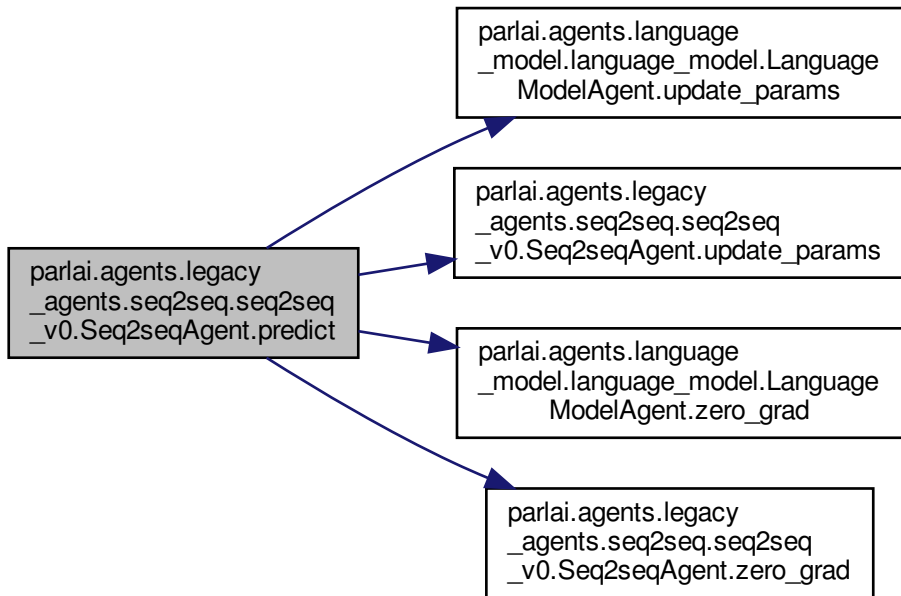 parlai.agents.language
_model.language_model.Language
ModelAgent.update_params
parlai.agents.legacy
_agents.seq2seq.seq2seq
_v0.Seq2seqAgent.update_params
parlai.agents.legacy
_agents.seq2seq.seq2seq
_v0.Seq2seqAgent.predict
parlai.agents.language
_model.language_model.Language
ModelAgent.zero_grad
parlai.agents.legacy
_agents.seq2seq.seq2seq
_v0.Seq2seqAgent.zero_grad